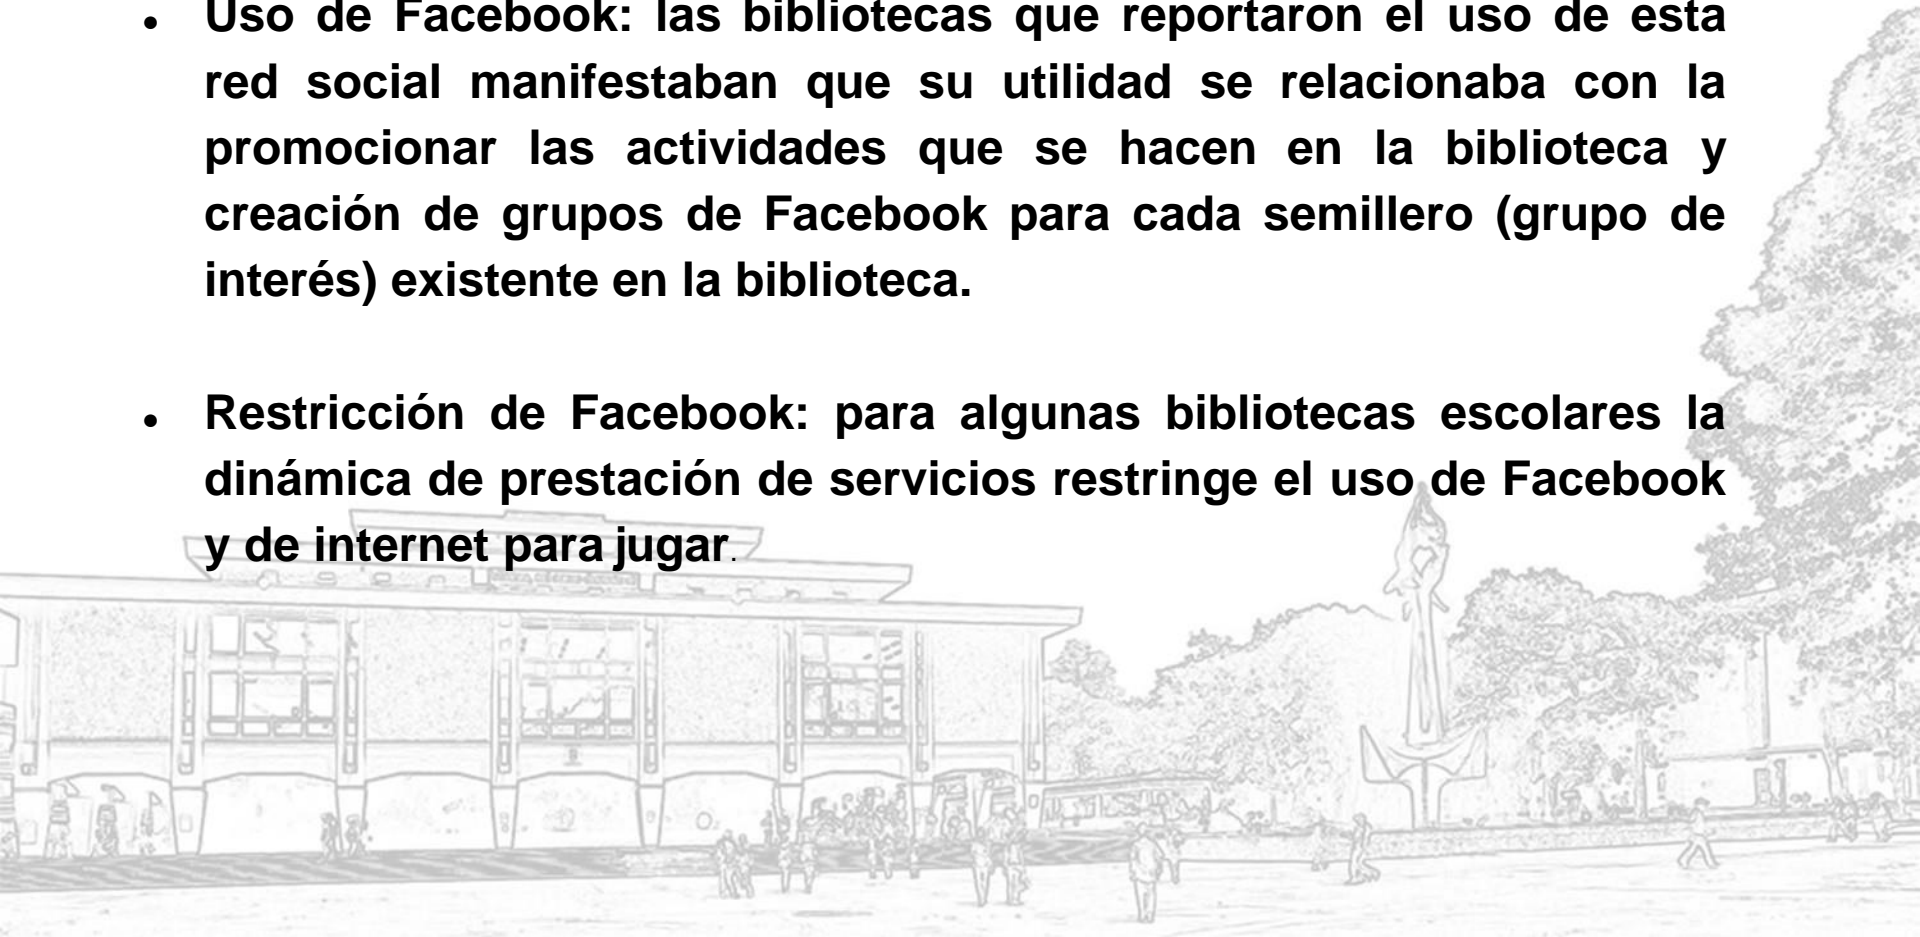 • Uso de Facebook: las bibliotecas que reportaron el uso de esta
red social manifestaban que su utilidad se relacionaba con la
promocionar las actividades que se hacen en la biblioteca y
creación de grupos de Facebook para cada semillero (grupo de
interés) existente en la biblioteca.
• Restricción de Facebook: para algunas bibliotecas escolares la
dinámica de prestación de servicios restringe el uso de Facebook
y de internet para jugar.